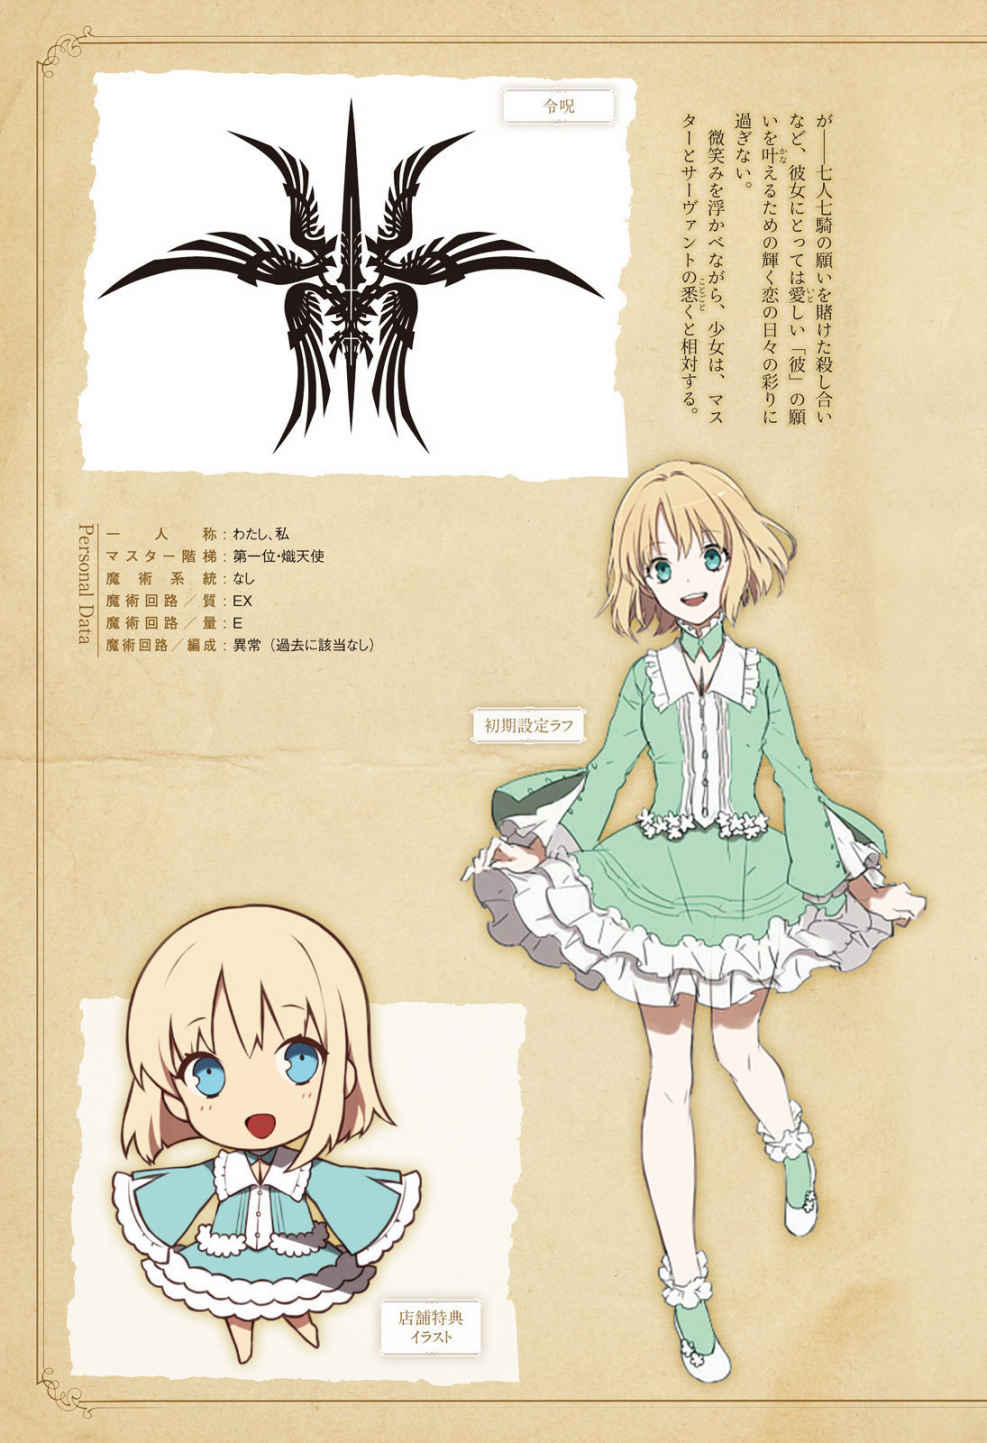 が——七人七騎の願いを賭けた殺し合い
など、彼女にとっては愛しい「彼」の願
いを叶えるための輝く恋の日々の彩りに
過ぎない。
微笑みを浮かべながら、少女は、マス
ターとサーヴァントの悉くと相対する。
いと
かな
ことごと
令呪
Personal Data
一人称：わたし、私
マスター階梯：第一位・熾天使
魔術系統：なし
魔術回路／質：EX
魔術回路／量：E
魔術回路／編成：異常（過去に該当なし）
初期設定ラフ
店舗特典
イラスト